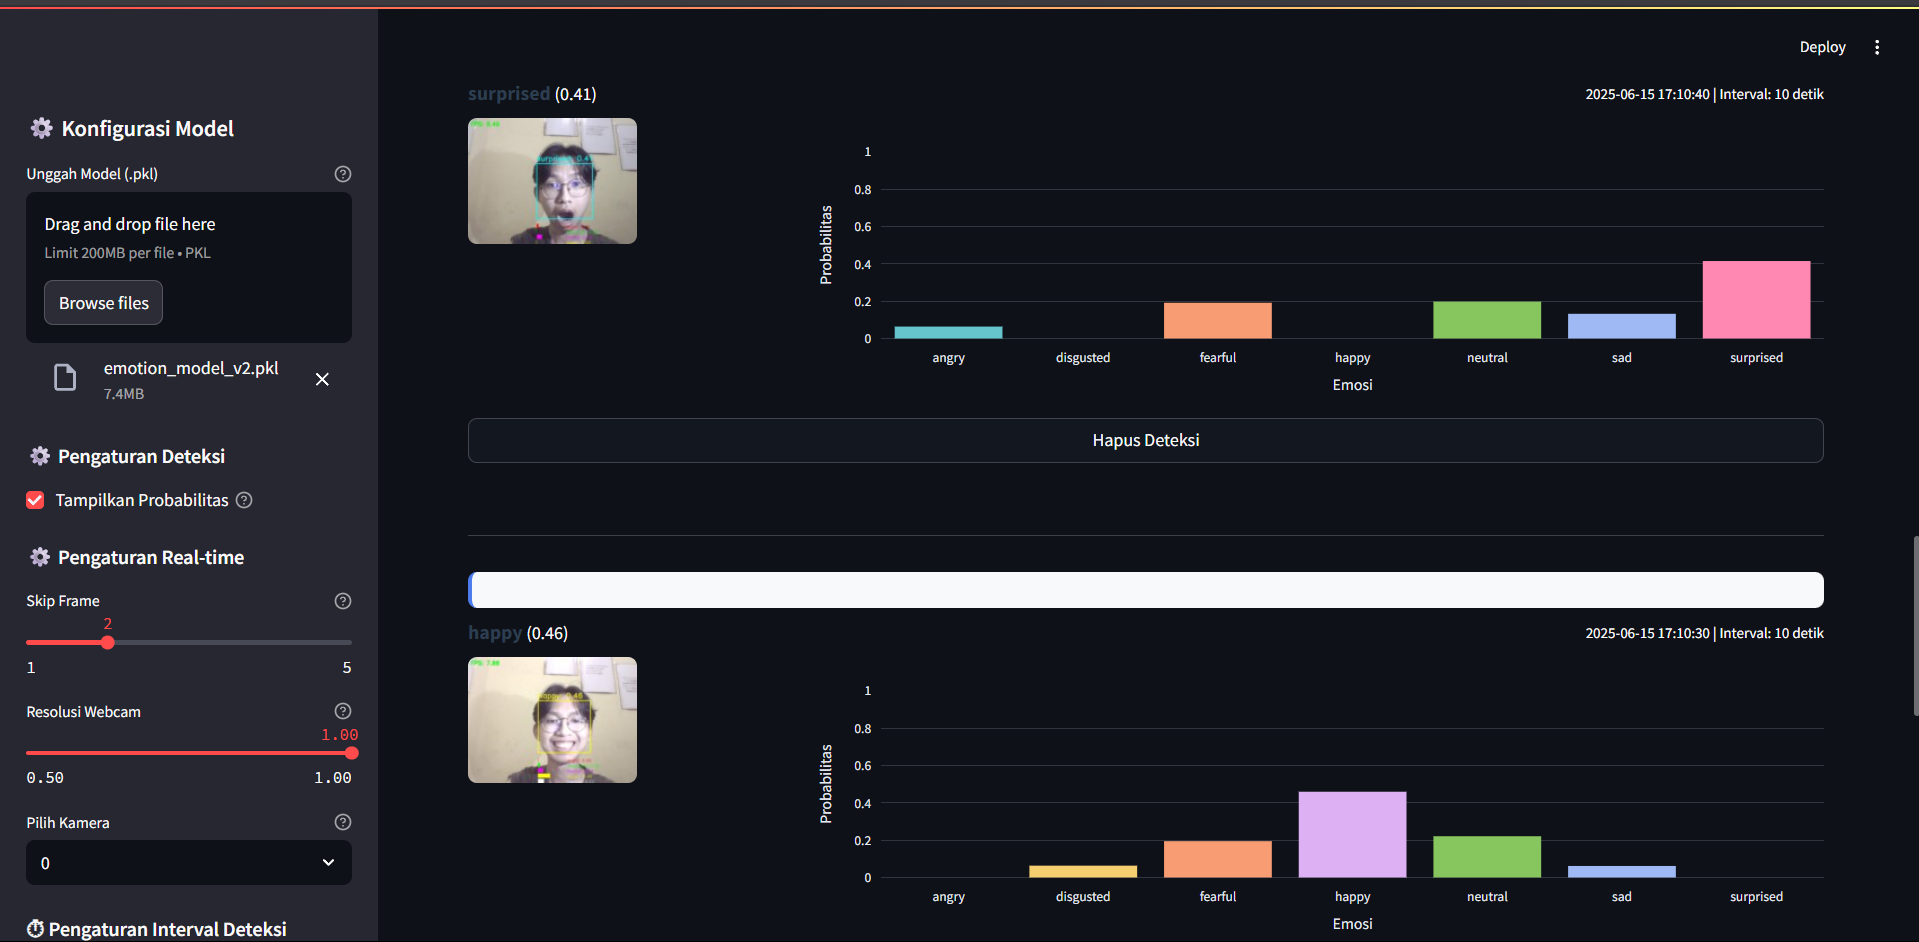 Deploy
Konfigurasi Model
Unggah Model (.pkl)
Drag and drop file here
Limit 200MB per file • PKL
Browse files
emotion_model_v2.pkl
7.4MB
Pengaturan Deteksi
Tampilkan Probabilitas
Pengaturan Real-time
Skip Frame
2
1 5
Resolusi Webcam
1.00
0.50 1.00
Pilih Kamera
0
Pengaturan Interval Deteksi
surprised (0.41)
2025-06-15 17:10:40 | Interval: 10 detik
Probabilitas
1
0.8
0.6
0.4
0.2
0
angry disgusted fearful happy neutral sad surprised
Emosi
Hapus Deteksi
happy (0.46)
2025-06-15 17:10:30 | Interval: 10 detik
happy: 0.46
Probabilitas
1
0.8
0.6
0.4
0.2
0
angry disgusted fearful happy neutral sad surprised
Emosi